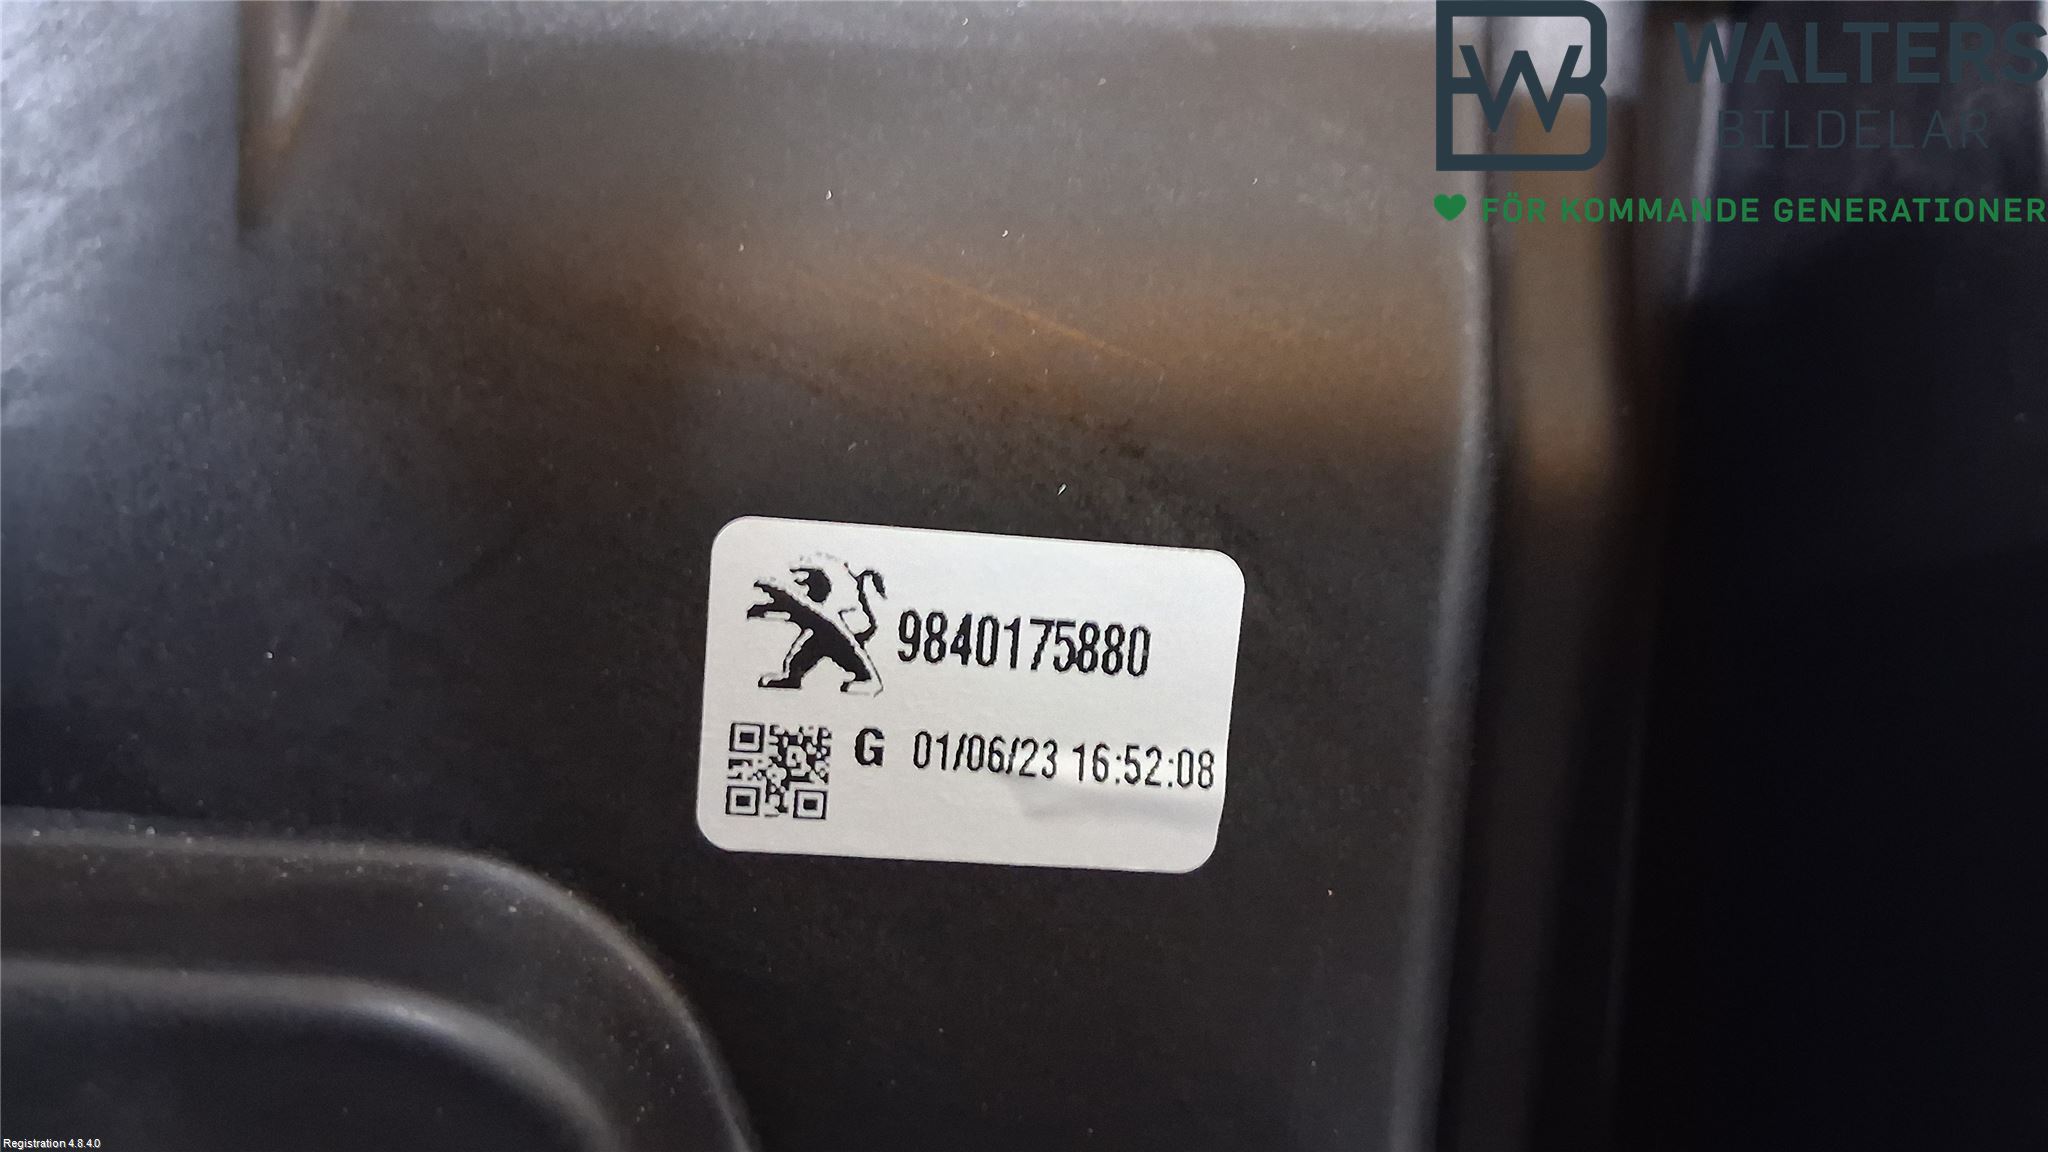 WALTERS
BILDELAR
FÖR KOMMANDE GENERATIONER
9840175880
G 01/06/23 16:52:08
Registration 4.8.4.0